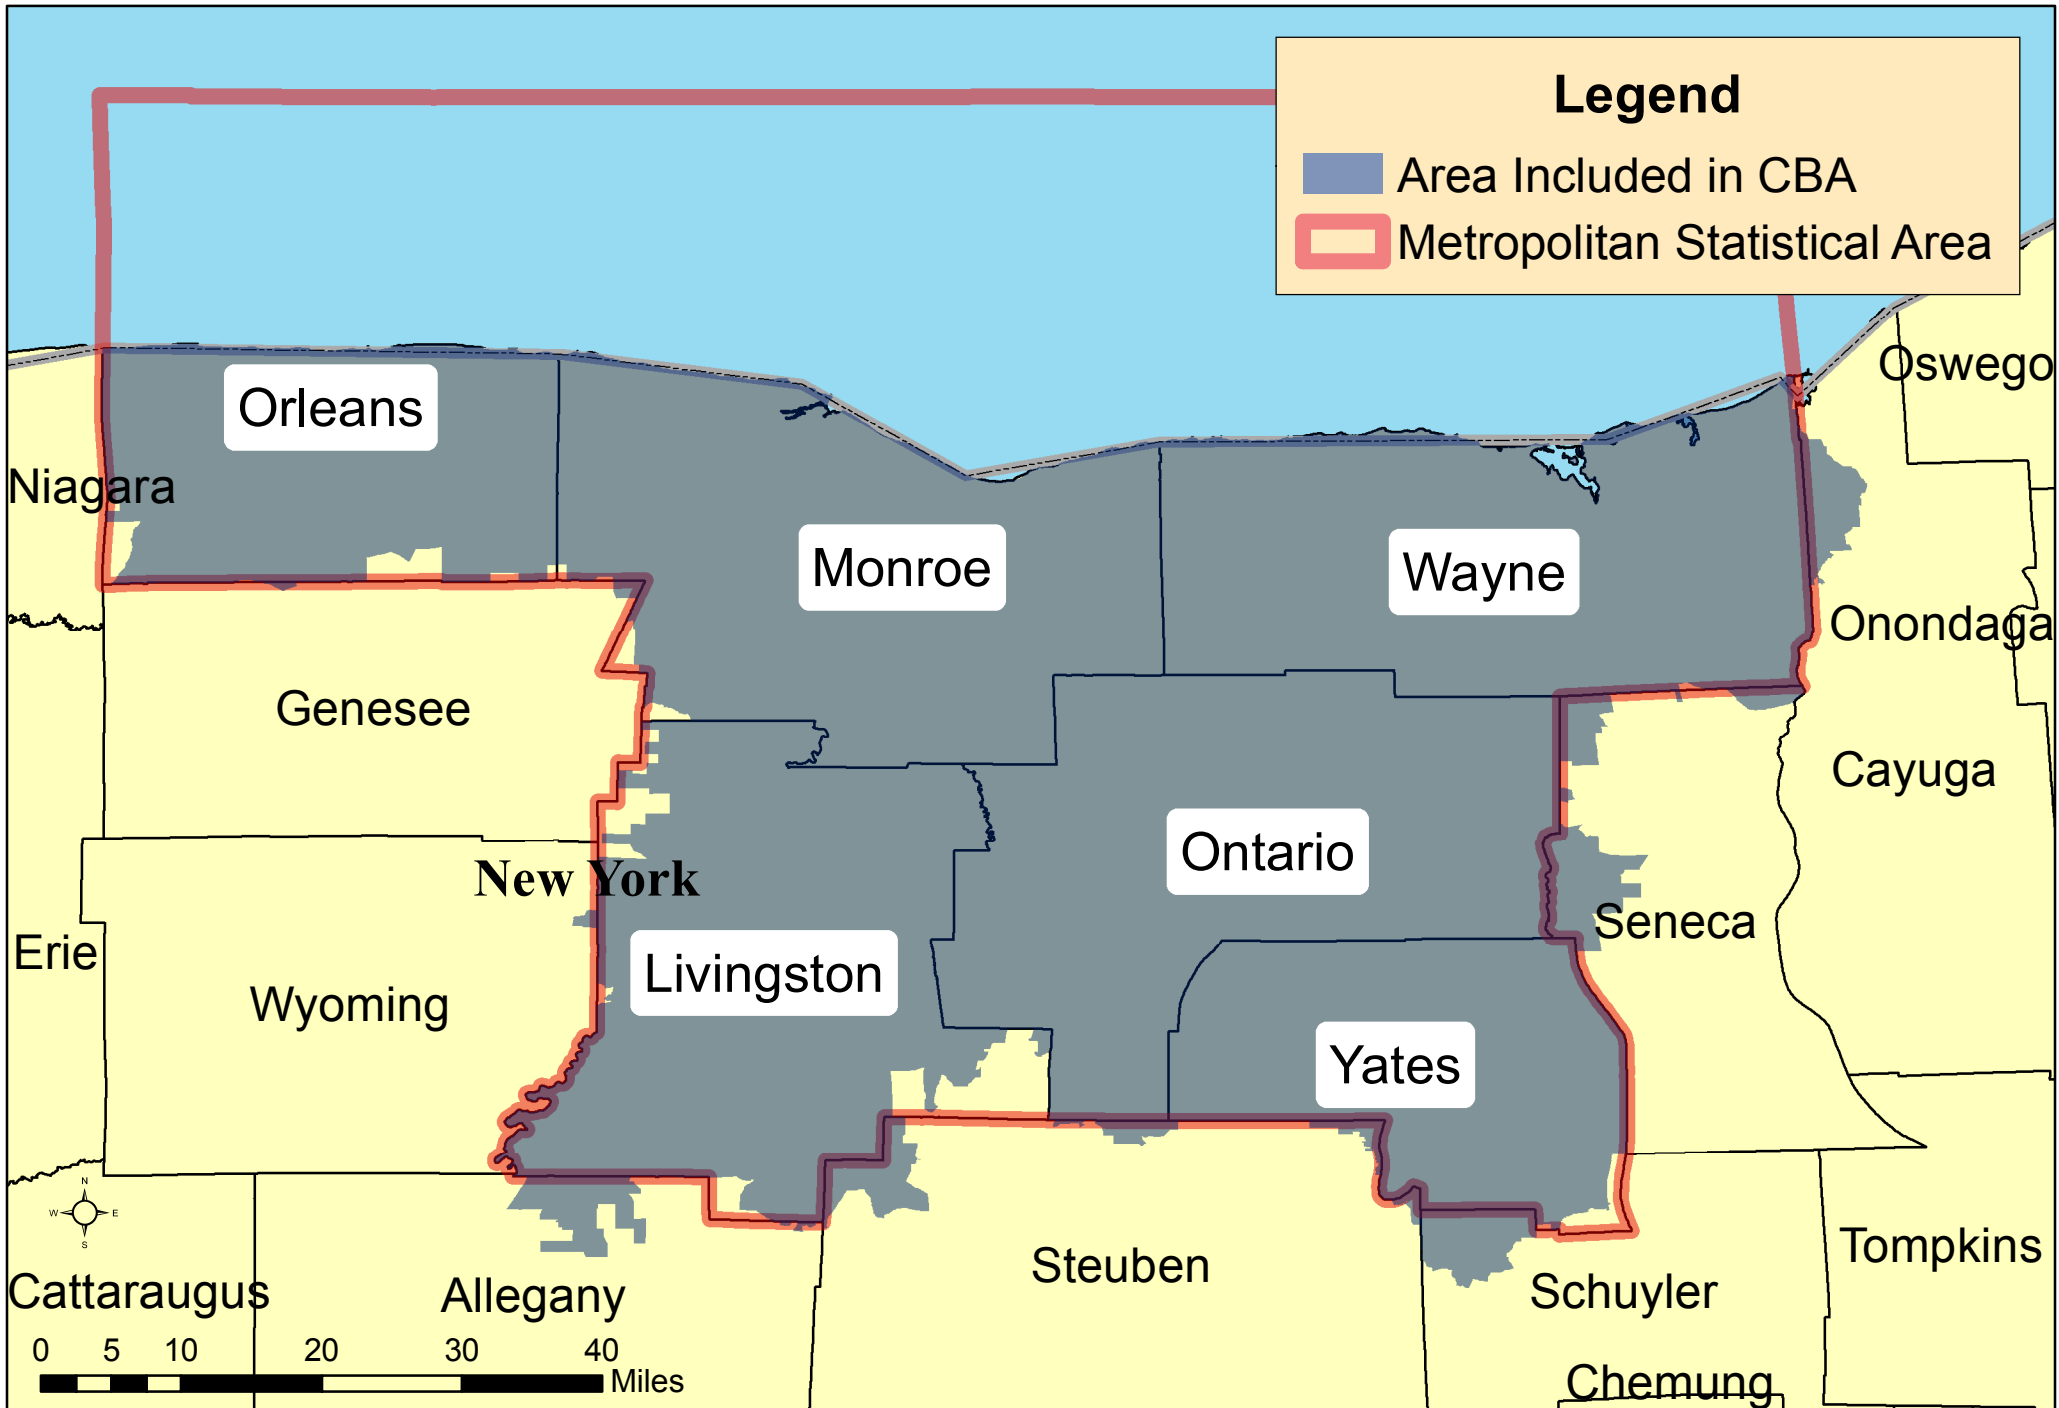 Legend
Area Included in CBA
Metropolitan Statistical Area
Oswego
Orleans
Niagara
Monroe
Wayne
Onondaga
Genesee
Cayuga
Ontario
New York
Seneca
Erie
Livingston
Wyoming
Yates
N
W E
S
Tompkins
Steuben
Cattaraugus
Allegany
Schuyler
0 5 10 20 30 40
Miles
Chemung